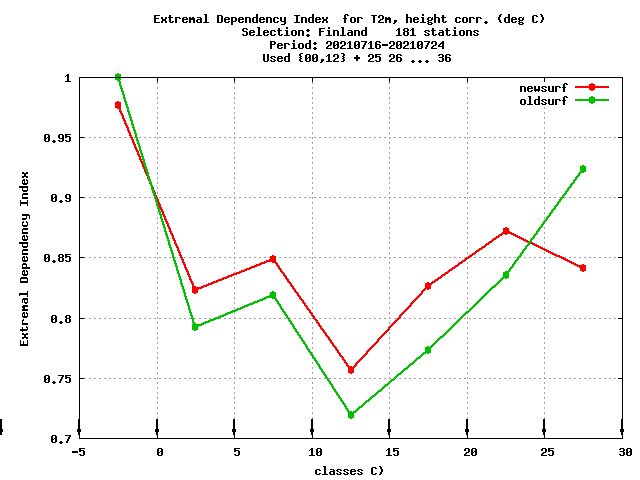 Extremal Dependency Index for T2m, height corr. (deg C)
Selection: Finland 181 stations
Period: 20210716-20210724
Used {00,12} + 25 26 ... 36
newsurf
oldsurf
1
0.95
0.9
0.85
0.8
0.75
0.7
Extremal Dependency Index
-5 0 5 10 15 20 25 30
classes C)